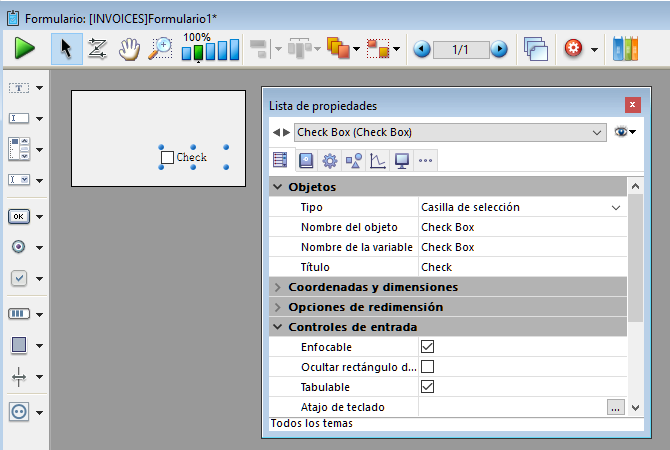 Formulario: [INVOICES]Formulario1*
100%
1/1
T
I
I
OK
Check
Lista de propiedades
Check Box (Check Box)
Objetos
Tipo Casilla de selección
Nombre del objeto Check Box
Nombre de la variable Check Box
Título Check
Coordenadas y dimensiones
Opciones de redimensión
Controles de entrada
Enfocable
Ocultar rectángulo d...
Tabulable
Atajo de teclado ...
Todos los temas